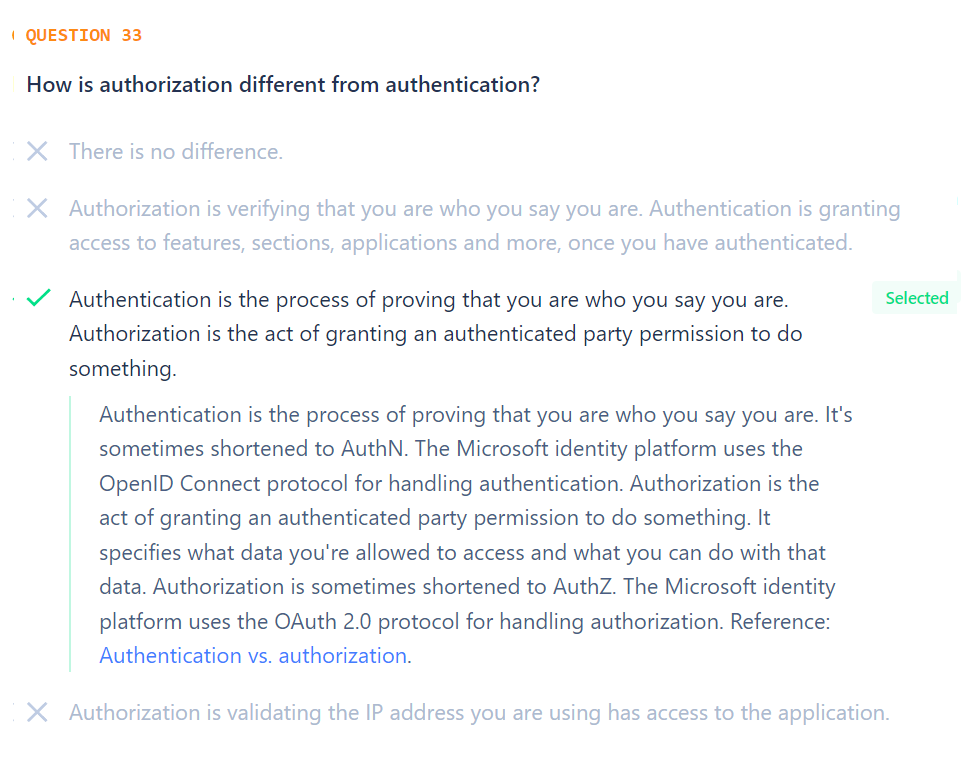 QUESTION 33
How is authorization different from authentication?
There is no difference.
Authorization is verifying that you are who you say you are. Authentication is granting
access to features, sections, applications and more, once you have authenticated.
Authentication is the process of proving that you are who you say you are.
Selected
Authorization is the act of granting an authenticated party permission to do
something.
Authentication is the process of proving that you are who you say you are. It's
sometimes shortened to AuthN. The Microsoft identity platform uses the
OpenID Connect protocol for handling authentication. Authorization is the
act of granting an authenticated party permission to do something. It
specifies what data you're allowed to access and what you can do with that
data. Authorization is sometimes shortened to AuthZ. The Microsoft identity
platform uses the OAuth 2.0 protocol for handling authorization. Reference:
Authentication vs. authorization.
Authorization is validating the IP address you are using has access to the application.